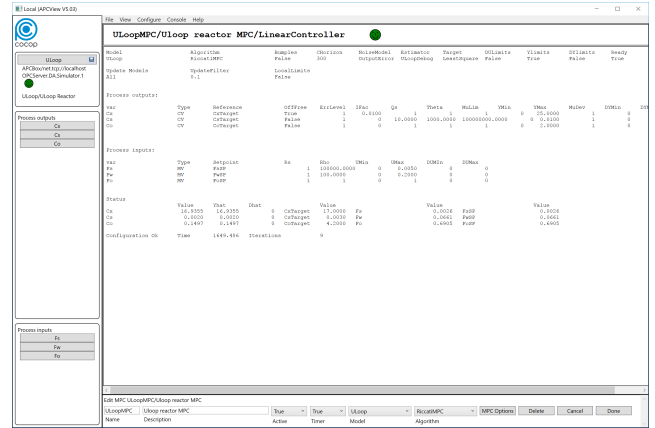 Local (APCView V5.03)
File View Configure Console Help
cocop
ULoop
APCBox/net.tcp://localhost
OPCServer.DA.Simulator.1
ULoop/ULoop Reactor
Process outputs
Cx
Cs
Co
Process inputs
Fs
Fw
Fo
ULoopMPC/Uloop reactor MPC/LinearController
Model Algorithm Bumpless CHorizon NoiseModel Estimator Target DULimits Ylimits DYlimits Ready
ULoop RiccatiMPC False 300 OutputError ULoopDebug LeastSquare False True False True
Update Models UpdateFilter LocalLimits
All 0.1 False
Process outputs:
var Type Reference OffFree ErrLevel IFac Qs Theta MuLim YMin YMax MuDev DYMin
Cx CV CxTarget True 1 0.0100 1 1 1 0 25.0000 1 0
Cs CV CsTarget False 1 0 10.0000 1000.0000 100000000.0000 0 0.0100 1 0
Co CV CoTarget False 1 0 1 1 1 0 2.0000 1 0
Process inputs:
var Type Setpoint Rs Rho UMin UMax DUMin DUMax
Fs MV FsSP 1 100000.0000 0 0.0050 0 0
Fw MV FwSP 1 100.0000 0 0.2000 0 0
Fo MV FoSP 1 1 0 1 0 0
Status
Value Yhat Dhat Value Value Value
Cx 16.9355 16.9355 0 CxTarget 17.0000 Fs 0.0026 FsSP 0.0026
Cs 0.0020 0.0020 0 CsTarget 0.0030 Fw 0.0661 FwSP 0.0661
Co 0.1497 0.1497 0 CoTarget 4.2000 Fo 0.6905 FoSP 0.6905
Configuration Ok Time 1649.486 Iterations 9
Edit MPC ULoopMPC/Uloop reactor MPC
ULoopMPC Uloop reactor MPC True True ULoop RiccatiMPC MPC Options Delete Cancel Done
Name Description Active Timer Model Algorithm